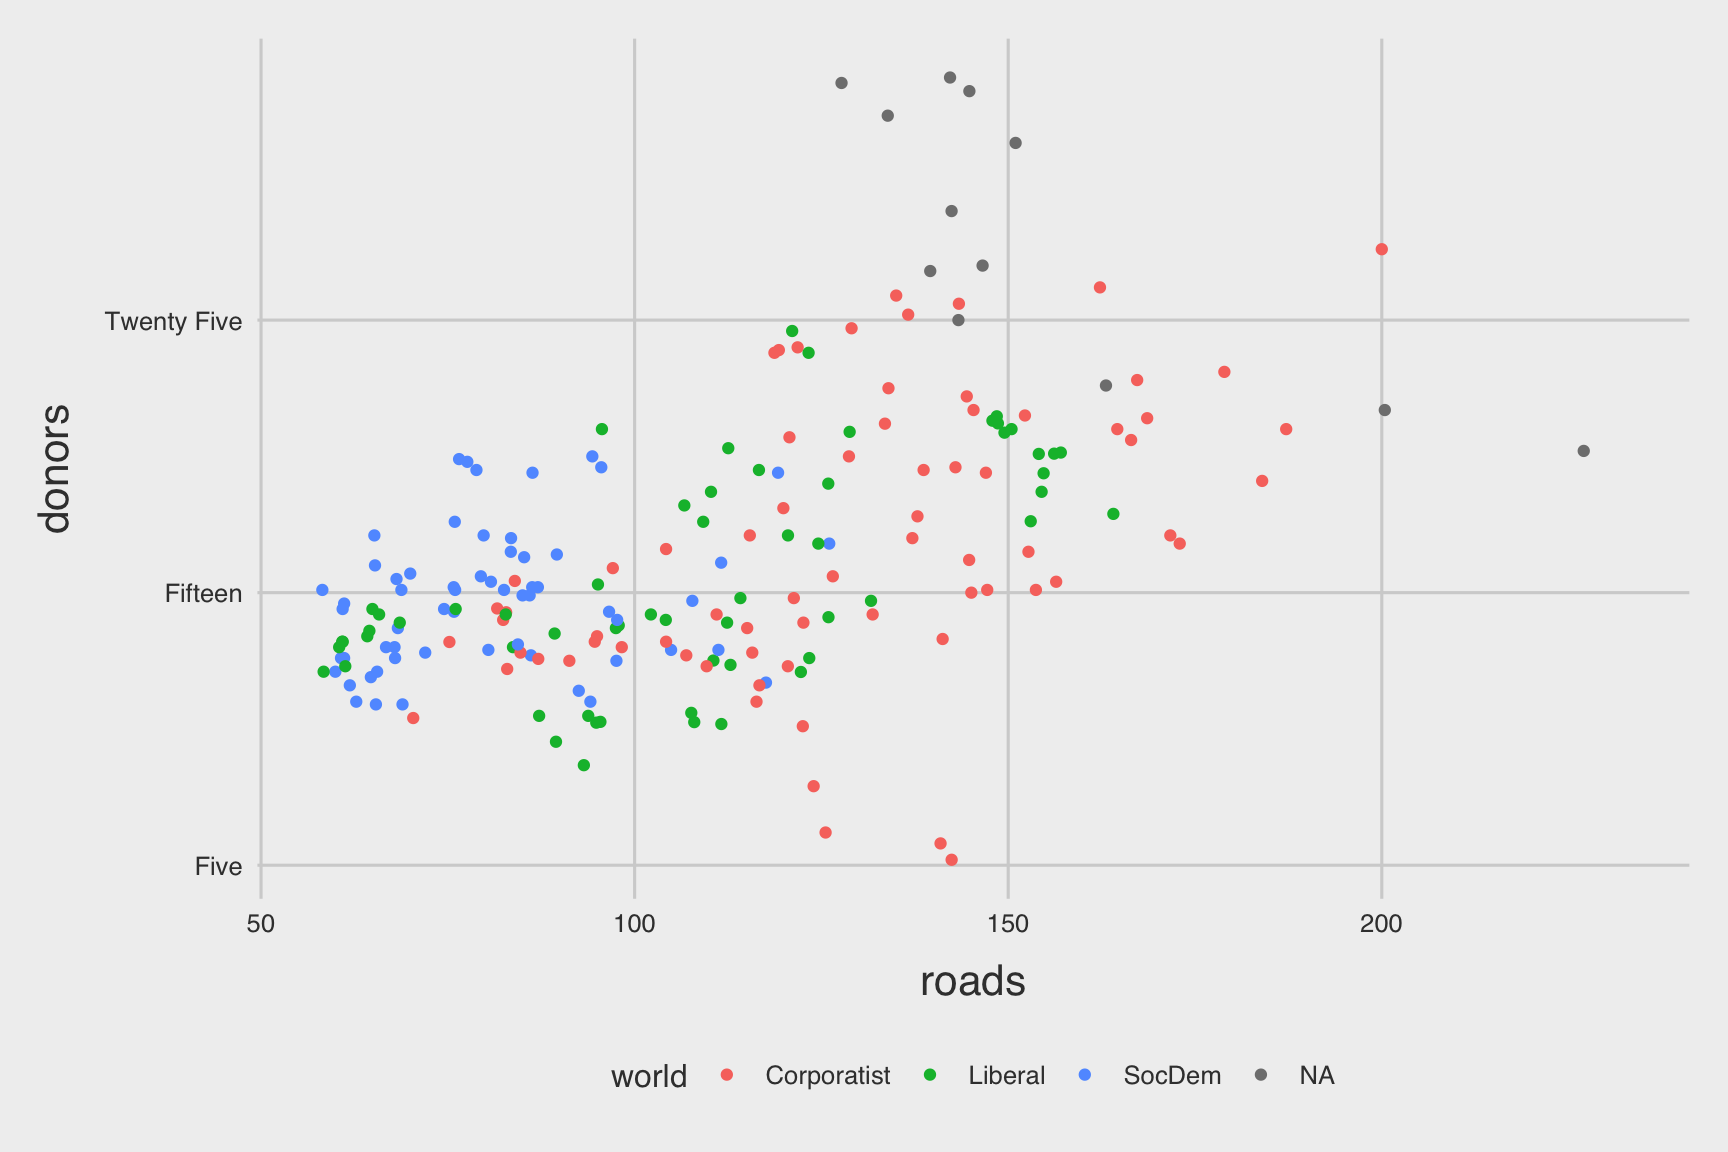 donors
Twenty Five
Fifteen
Five
50 100 150 200
roads
world Corporatist Liberal SocDem NA